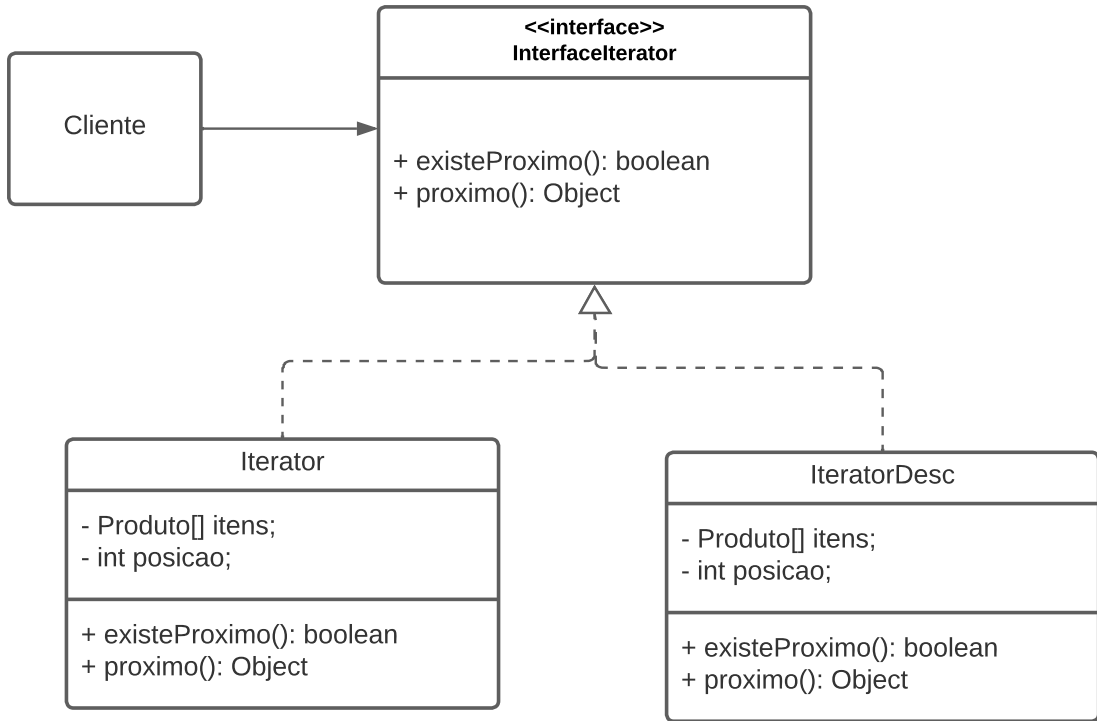 <<interface>>
InterfaceIterator
Cliente
+ existeProximo(): boolean
+ proximo(): Object
Iterator
- Produto[] itens;
- int posicao;
+ existeProximo(): boolean
+ proximo(): Object
IteratorDesc
- Produto[] itens;
- int posicao;
+ existeProximo(): boolean
+ proximo(): Object